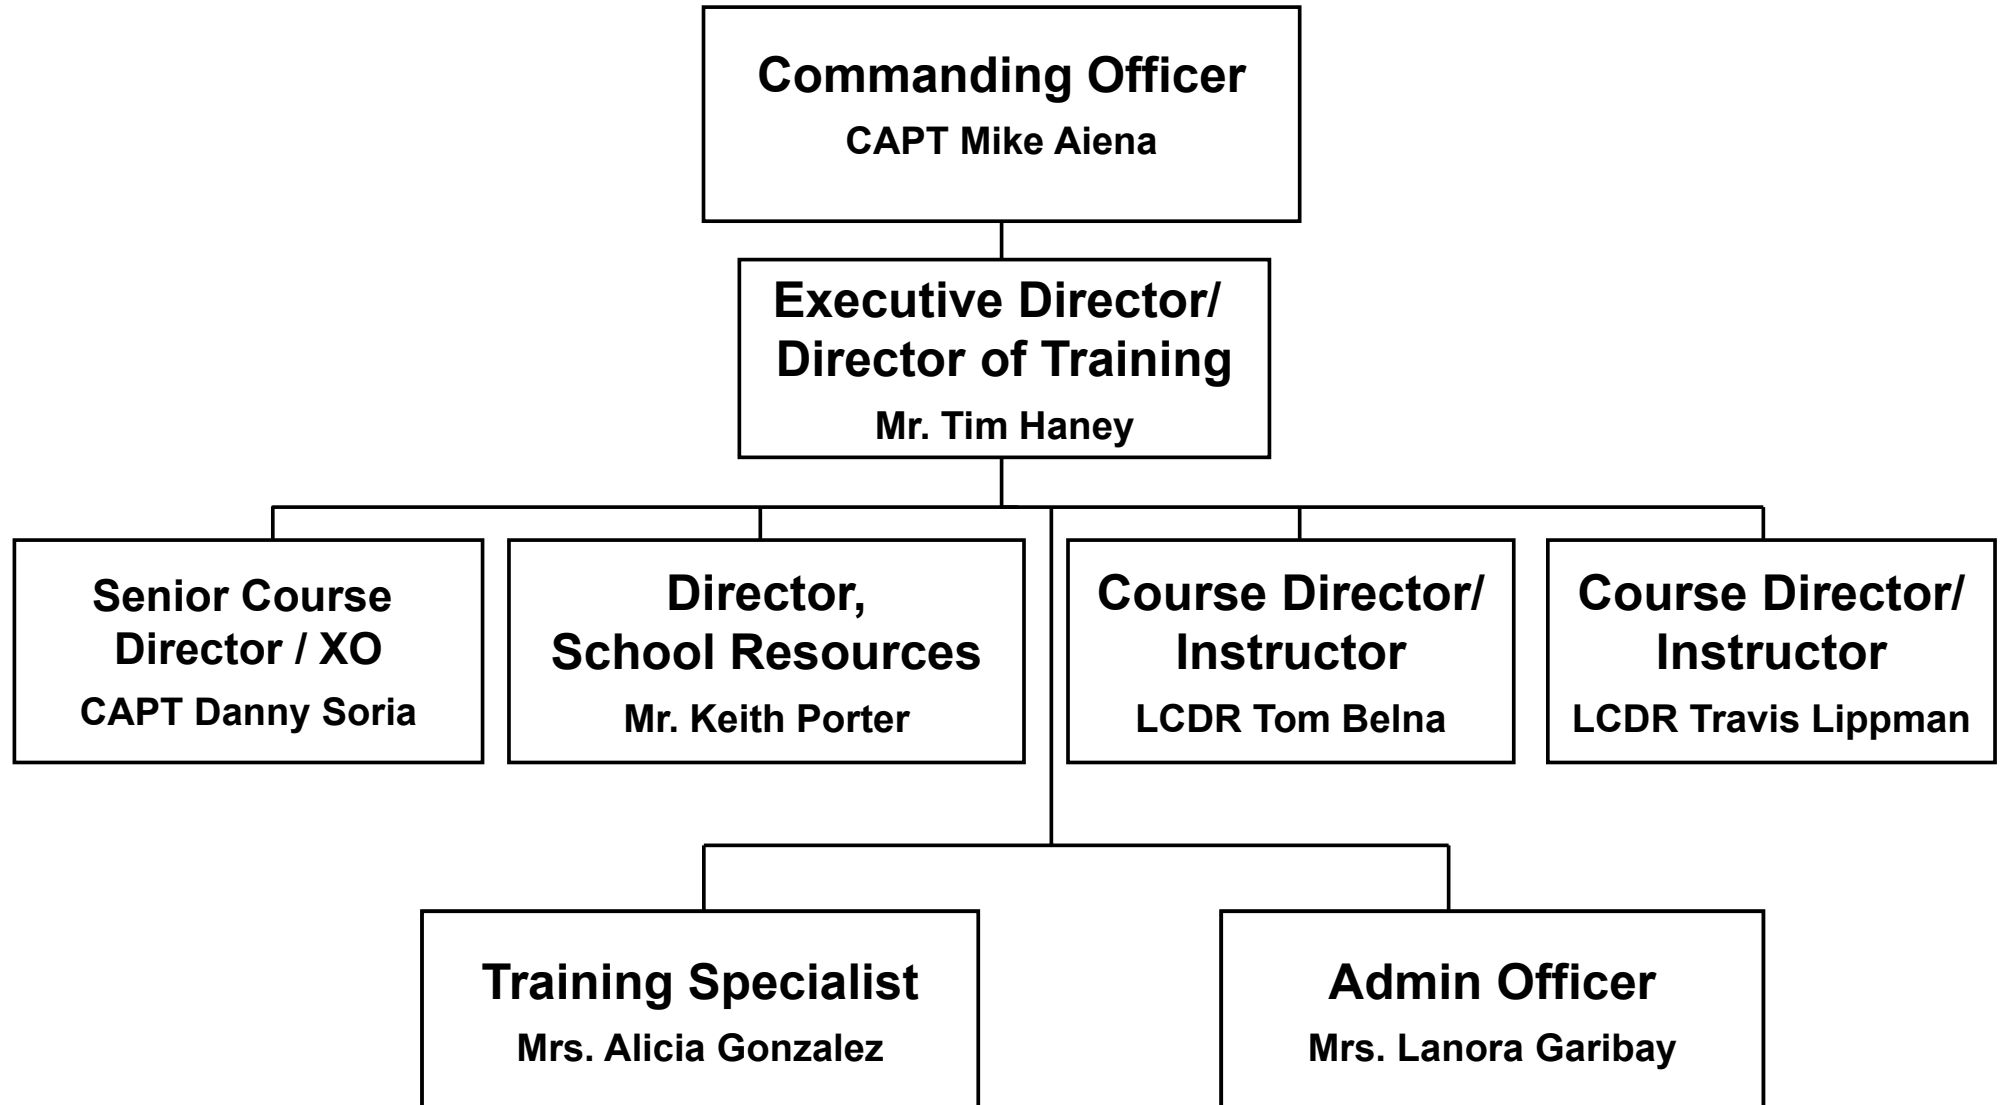 Commanding Officer
CAPT Mike Aiena
Executive Director/
Director of Training
Mr. Tim Haney
Senior Course
Director / XO
CAPT Danny Soria
Director,
School Resources
Mr. Keith Porter
Course Director/
Instructor
LCDR Tom Belna
Course Director/
Instructor
LCDR Travis Lippman
Training Specialist
Mrs. Alicia Gonzalez
Admin Officer
Mrs. Lanora Garibay